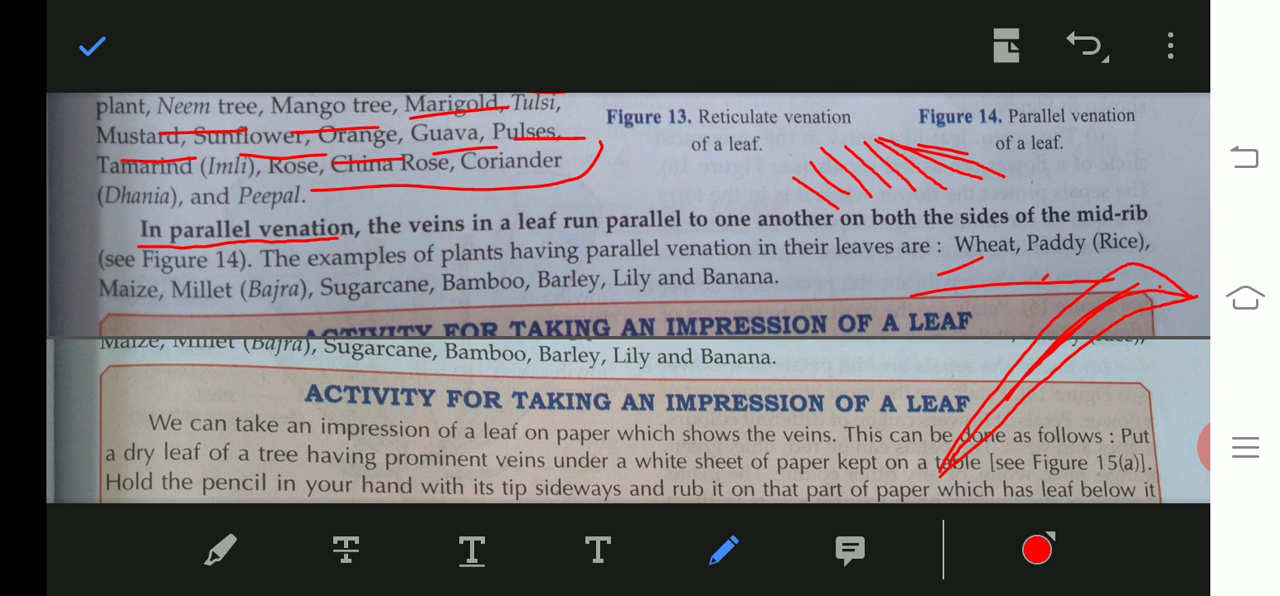 plant, Neem tree, Mango tree, Marigold, Tulsi,
Mustard, Sunflower, Orange, Guava, Pulses,
Tamarind (Imli), Rose, China Rose, Coriander
(Dhania), and Peepal.
Figure 13. Reticulate venation
of a leaf.
Figure 14. Parallel venation
of a leaf.
In parallel venation, the veins in a leaf run parallel to one another on both the sides of the mid-rib
(see Figure 14). The examples of plants having parallel venation in their leaves are : Wheat, Paddy (Rice),
Maize, Millet (Bajra), Sugarcane, Bamboo, Barley, Lily and Banana.
ACTIVITY FOR TAKING AN IMPRESSION OF A LEAF
Maize, Millet (Bajra), Sugarcane, Bamboo, Barley, Lily and Banana.
ACTIVITY FOR TAKING AN IMPRESSION OF A LEAF
We can take an impression of a leaf on paper which shows the veins. This can be done as follows : Put
a dry leaf of a tree having prominent veins under a white sheet of paper kept on a table [see Figure 15(a)].
Hold the pencil in your hand with its tip sideways and rub it on that part of paper which has leaf below it